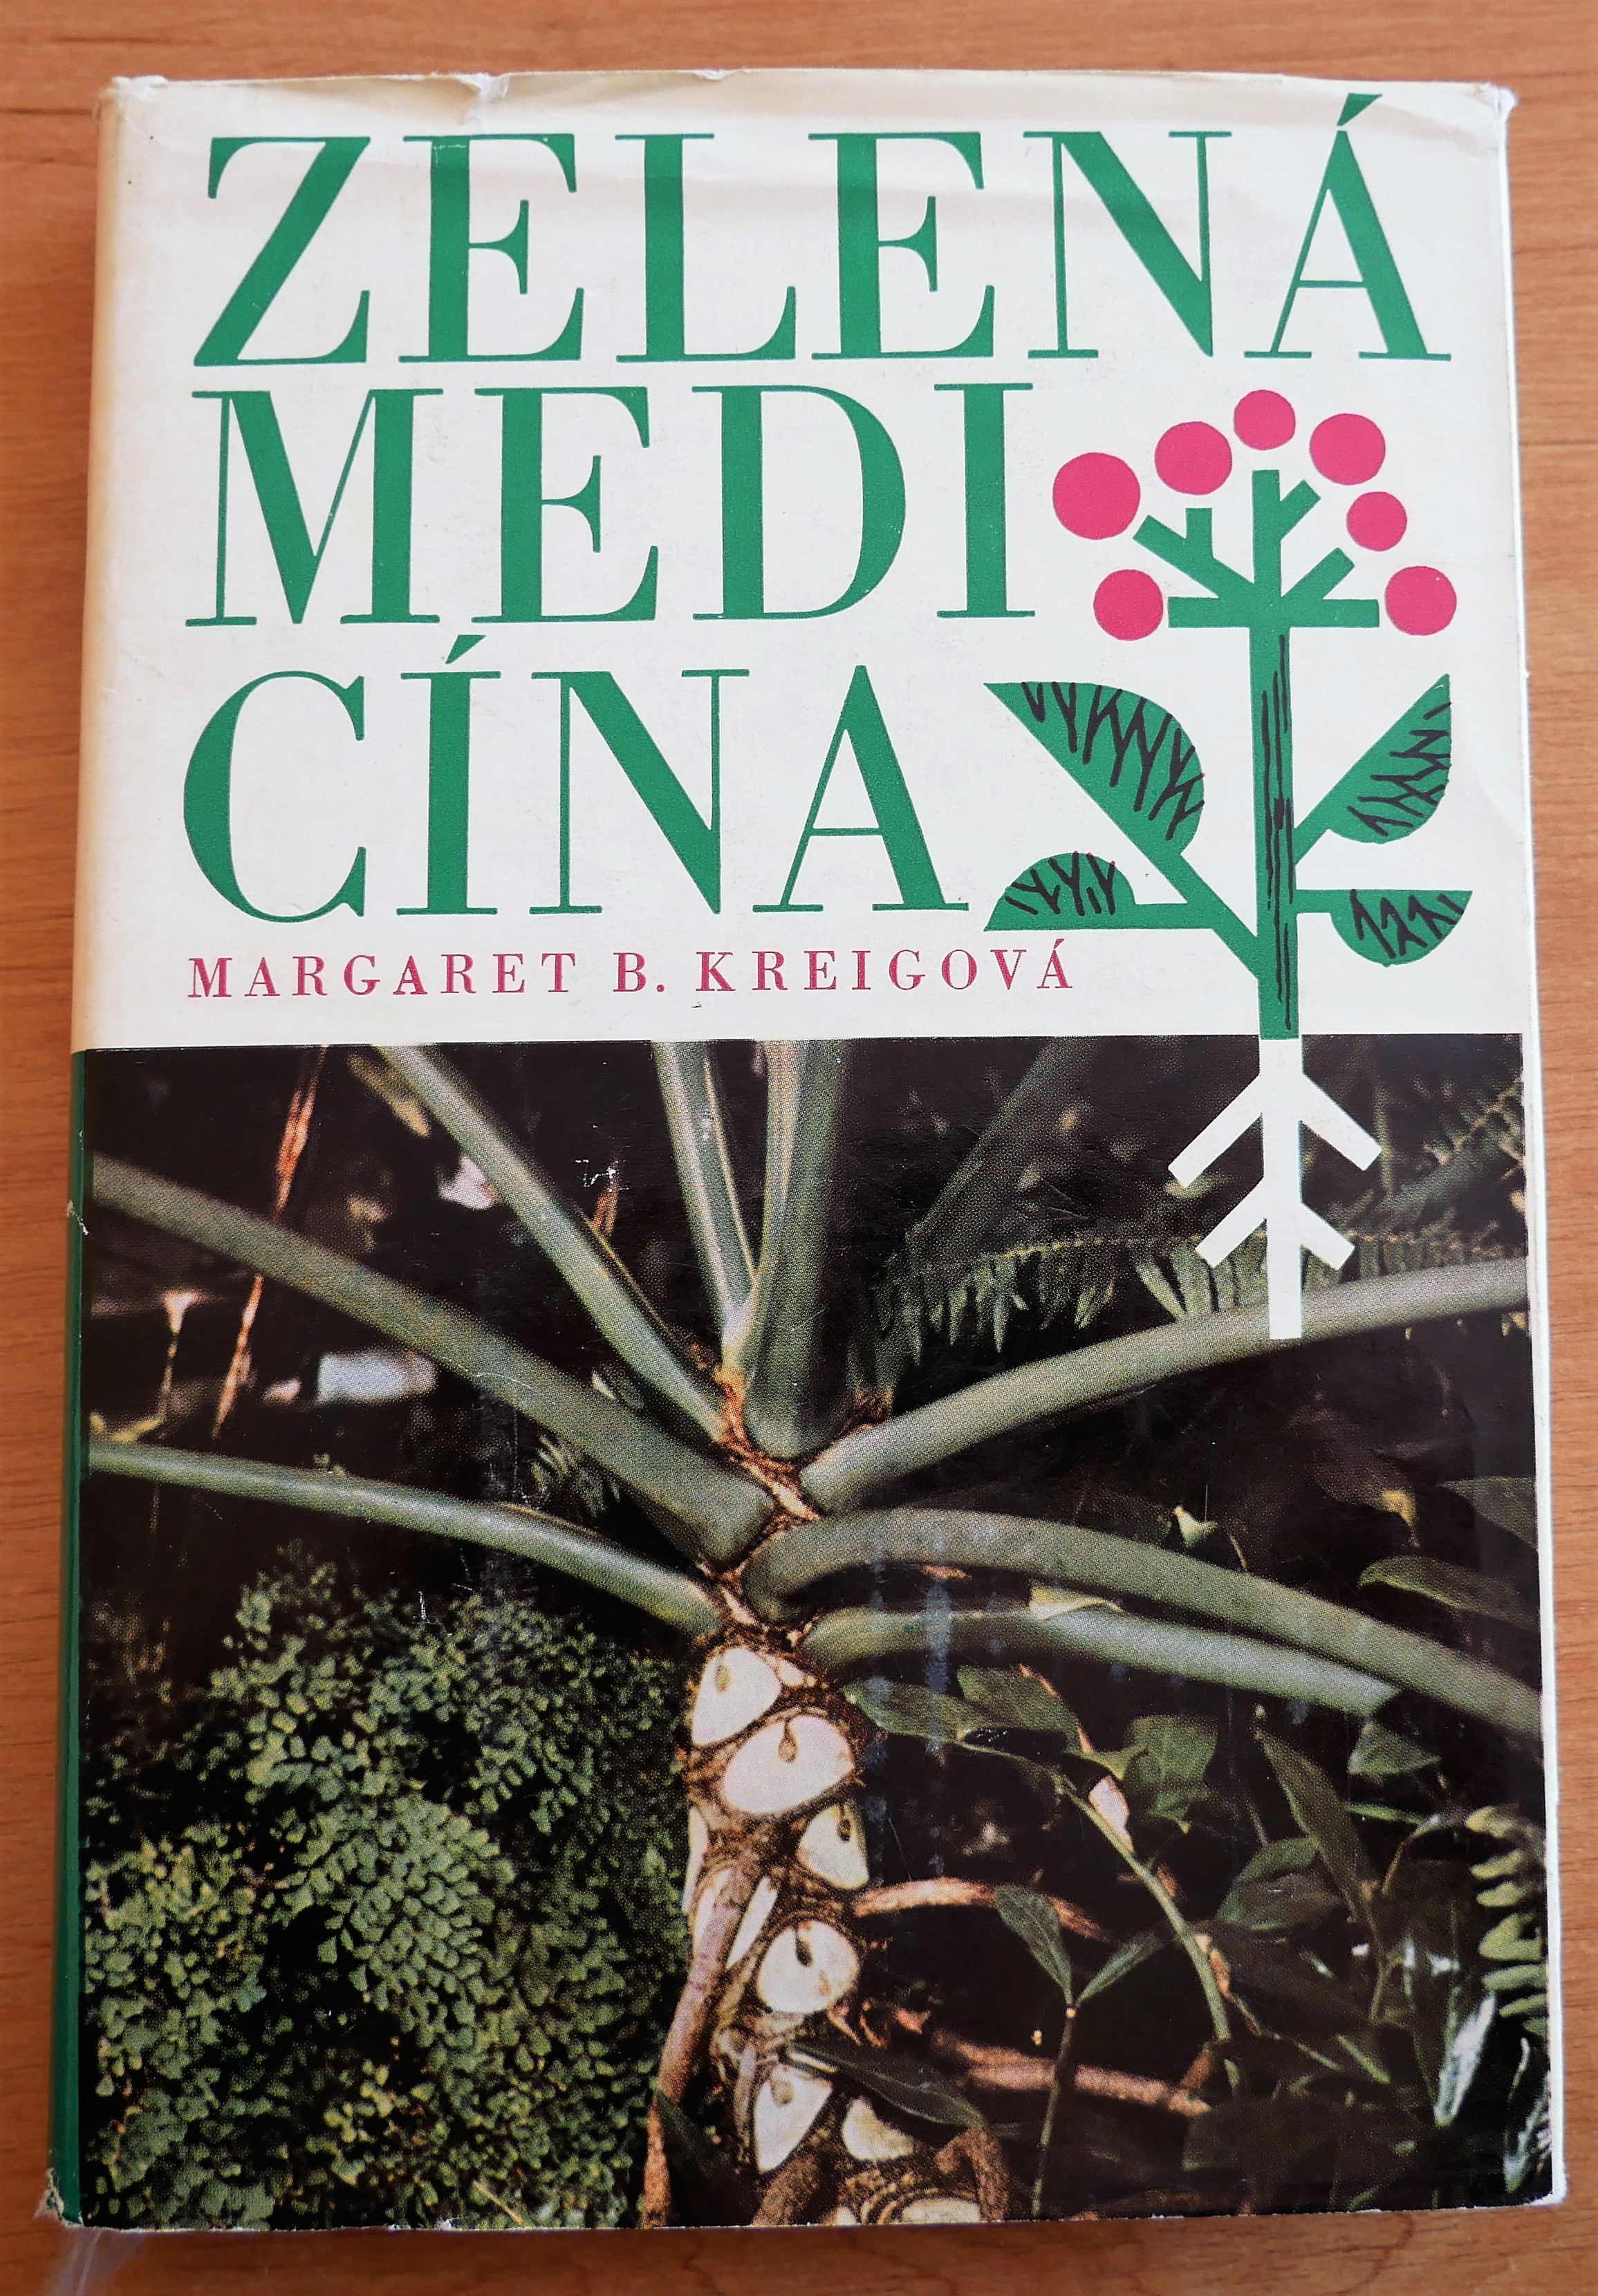 ZELENÁ
MEDI
CÍNA
MARGARET B. KREIGOVÁ